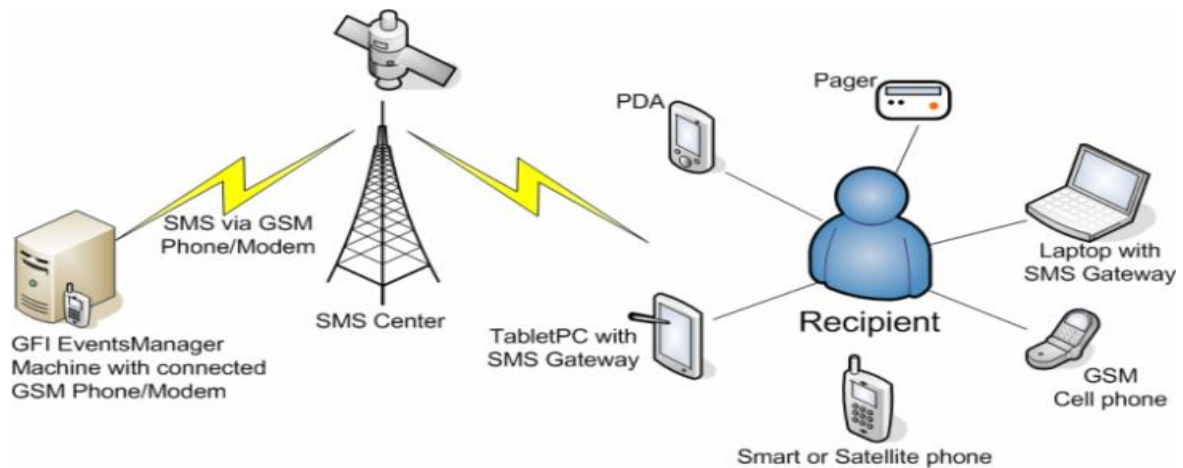 SMS via GSM
Phone/Modem
GFI EventsManager
Machine with connected
GSM Phone/Modem
SMS Center
PDA
Pager
Laptop with
SMS Gateway
TabletPC with
SMS Gateway
Recipient
GSM
Cell phone
Smart or Satellite phone